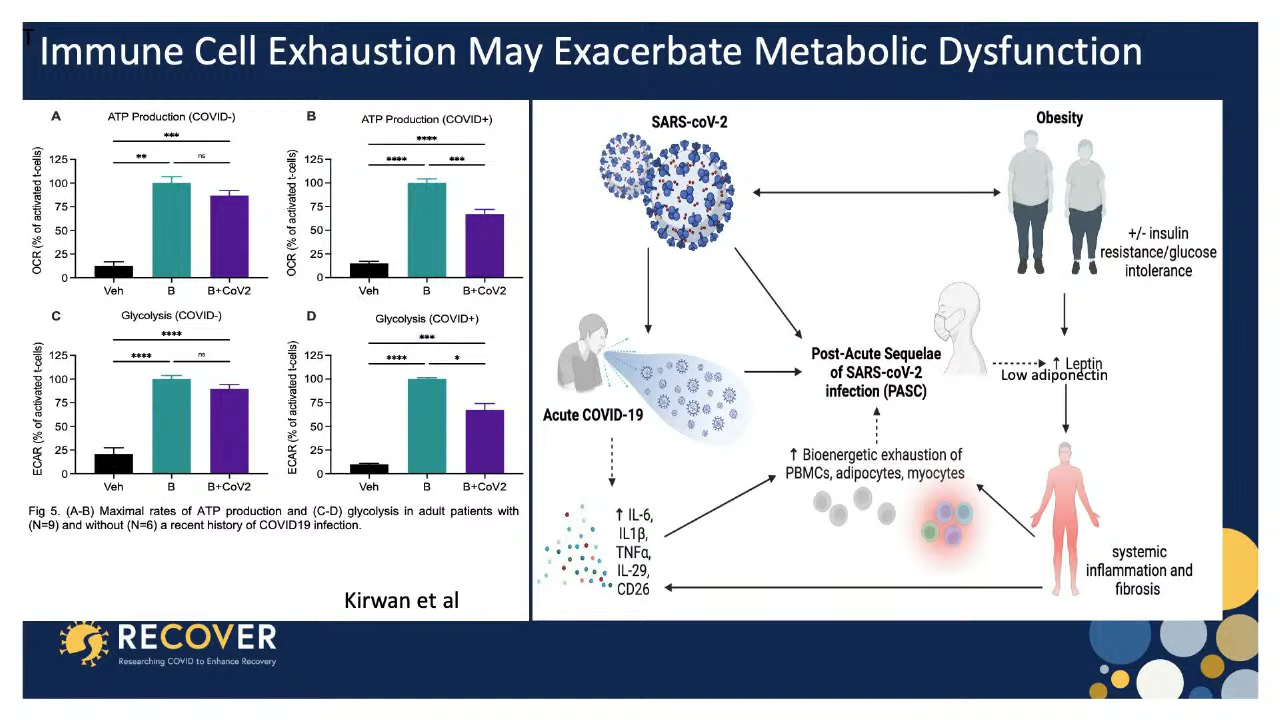 T
Immune Cell Exhaustion May Exacerbate Metabolic Dysfunction
A
ATP Production (COVID-)
***
**
ns
OCR (% of activated t-cells)
125
100
75
50
25
0
Veh
B
B+CoV2
B
ATP Production (COVID+)
****
****
***
OCR (% of activated t-cells)
125
100
75
50
25
0
Veh
B
B+CoV2
C
Glycolysis (COVID-)
****
****
ns
ECAR (% of activated t-cells)
125
100
75
50
25
0
Veh
B
B+CoV2
D
Glycolysis (COVID+)
***
****
*
ECAR (% of activated t-cells)
125
100
75
50
25
0
Veh
B
B+CoV2
Fig 5. (A-B) Maximal rates of ATP production and (C-D) glycolysis in adult patients with
(N=9) and without (N=6) a recent history of COVID19 infection.
Kirwan et al
SARS-coV-2
Obesity
+/- insulin
resistance/glucose
intolerance
Acute COVID-19
Post-Acute Sequelae
of SARS-coV-2
infection (PASC)
↑ Leptin
Low adiponectin
↑ Bioenergetic exhaustion of
PBMCs, adipocytes, myocytes
↑ IL-6,
IL1β,
TNFα,
IL-29,
CD26
systemic
inflammation and
fibrosis
RECOVER
Researching COVID to Enhance Recovery